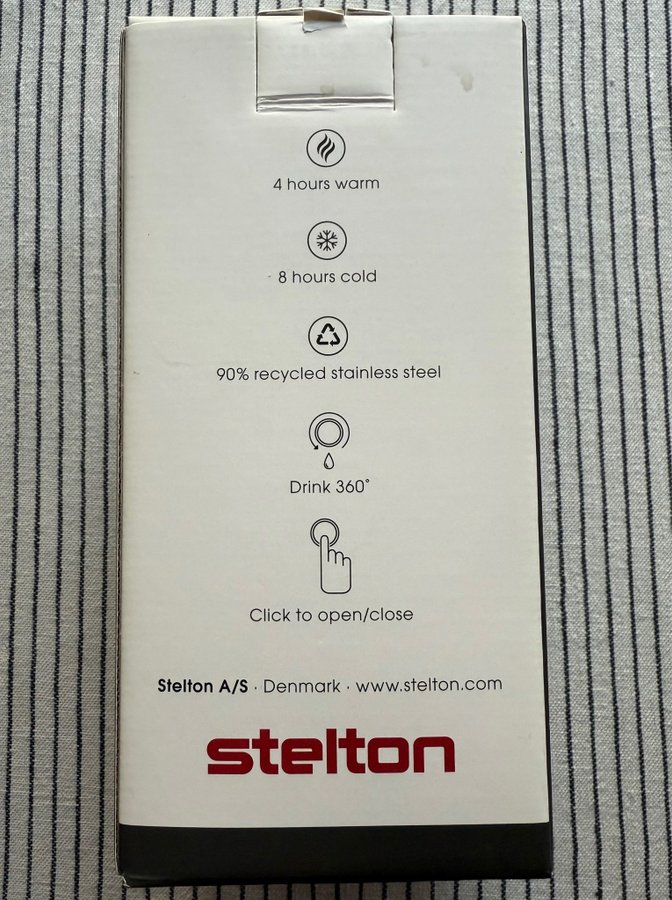 4 hours warm
8 hours cold
90% recycled stainless steel
Drink 360°
Click to open/close
Stelton A/S · Denmark · www.stelton.com
stelton